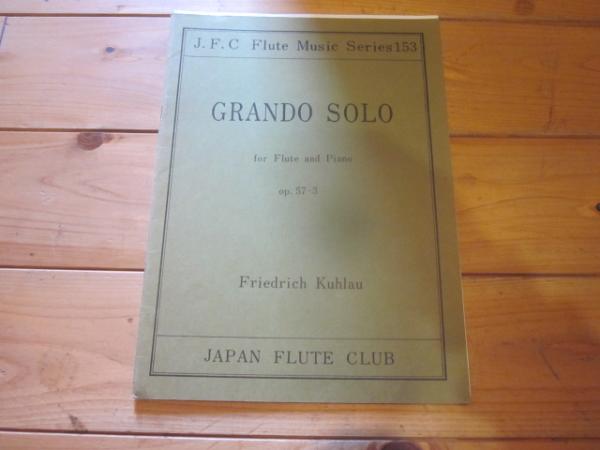 J.F.C Flute Music Series153
GRANDO SOLO
for Flute and Piano
op.57-3
Friedrich Kuhlau
JAPAN FLUTE CLUB